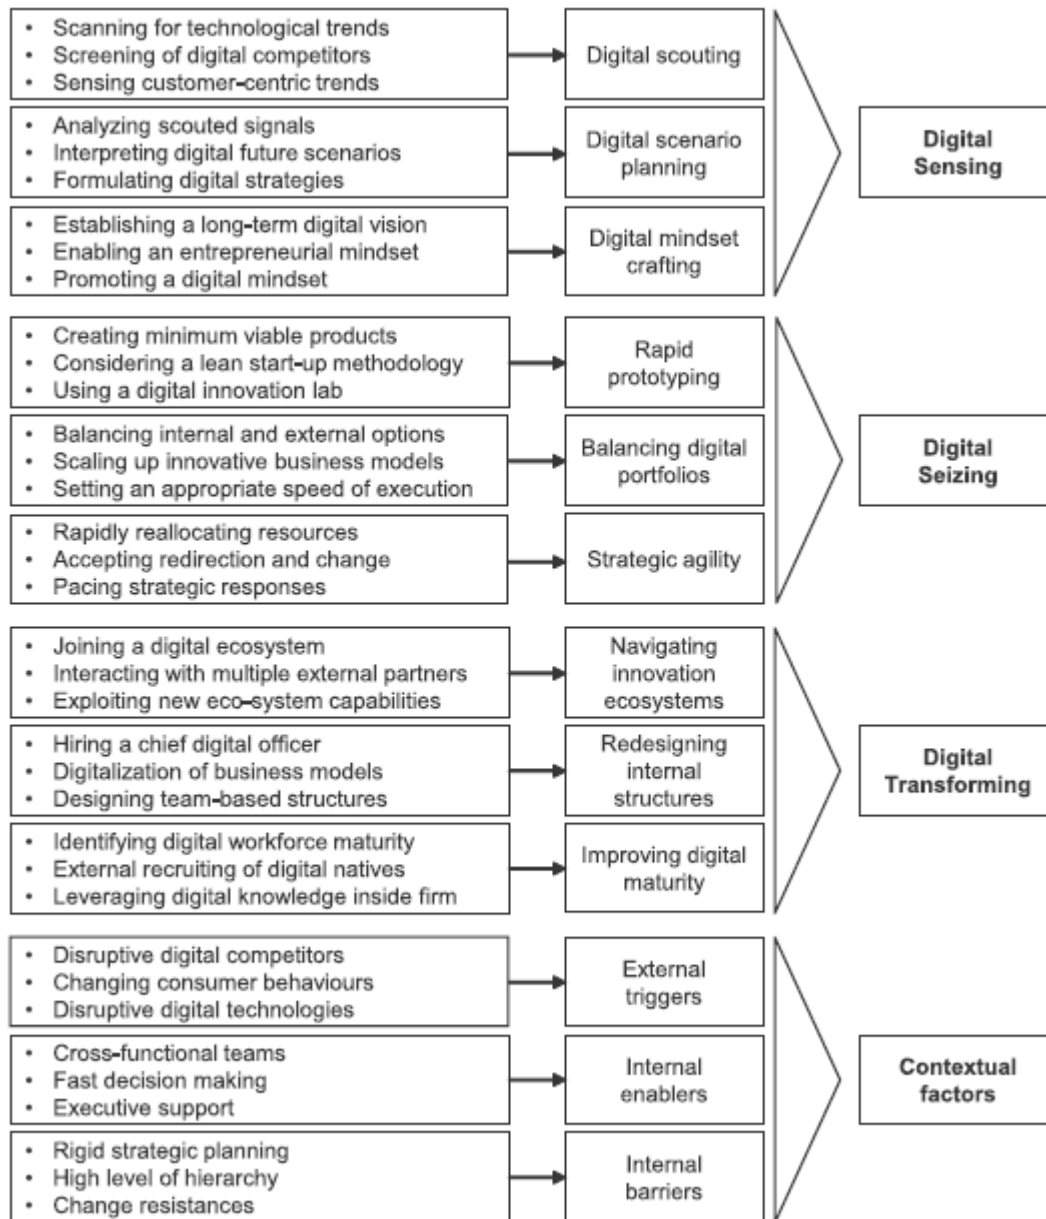 • Scanning for technological trends
• Screening of digital competitors
• Sensing customer-centric trends
Digital scouting
• Analyzing scouted signals
• Interpreting digital future scenarios
• Formulating digital strategies
Digital scenario
planning
• Establishing a long-term digital vision
• Enabling an entrepreneurial mindset
• Promoting a digital mindset
Digital mindset
crafting
Digital
Sensing
• Creating minimum viable products
• Considering a lean start-up methodology
• Using a digital innovation lab
Rapid
prototyping
• Balancing internal and external options
• Scaling up innovative business models
• Setting an appropriate speed of execution
Balancing digital
portfolios
• Rapidly reallocating resources
• Accepting redirection and change
• Pacing strategic responses
Strategic agility
Digital
Seizing
• Joining a digital ecosystem
• Interacting with multiple external partners
• Exploiting new eco-system capabilities
Navigating
innovation
ecosystems
• Hiring a chief digital officer
• Digitalization of business models
• Designing team-based structures
Redesigning
internal
structures
• Identifying digital workforce maturity
• External recruiting of digital natives
• Leveraging digital knowledge inside firm
Improving digital
maturity
Digital
Transforming
• Disruptive digital competitors
• Changing consumer behaviours
• Disruptive digital technologies
External
triggers
• Cross-functional teams
• Fast decision making
• Executive support
Internal
enablers
• Rigid strategic planning
• High level of hierarchy
• Change resistances
Internal
barriers
Contextual
factors